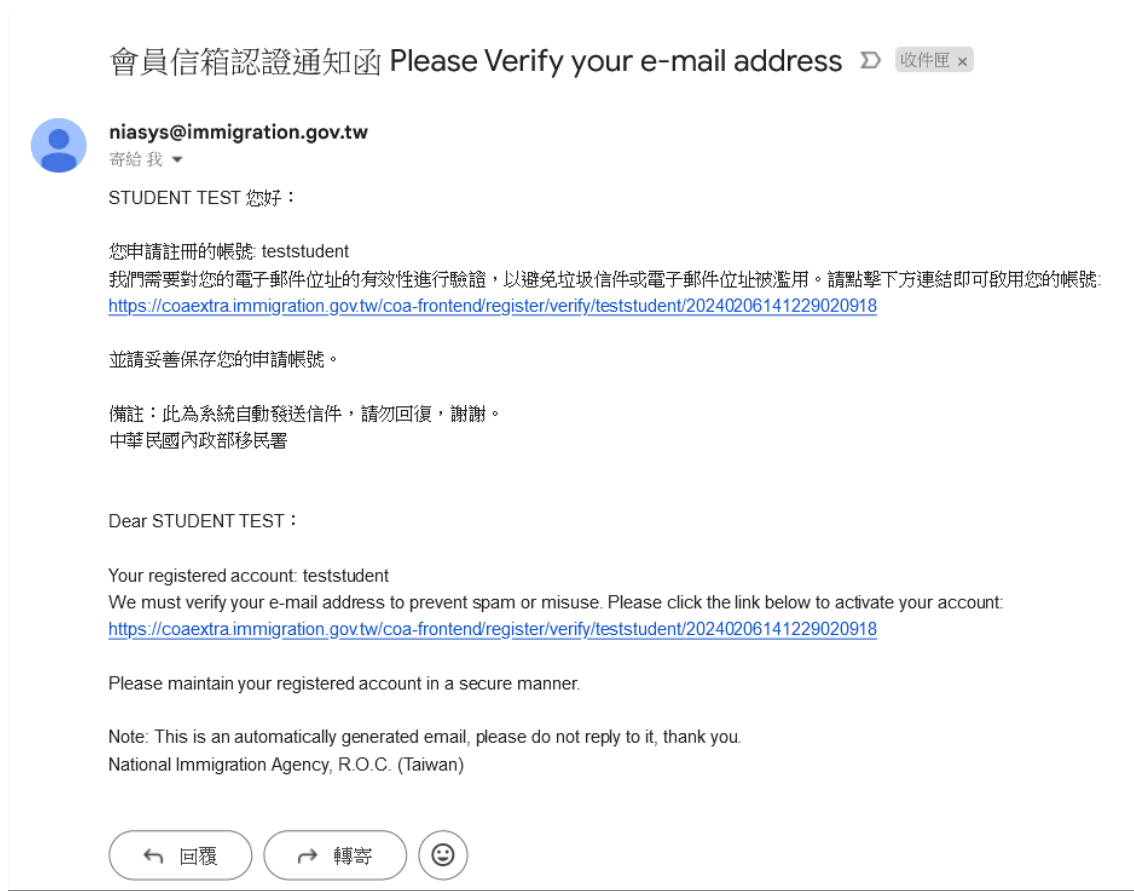 會員信箱認證通知函 Please Verify your e-mail address
收件匣 ×
niasys@immigration.gov.tw
寄給 我
STUDENT TEST 您好：
您申請註冊的帳號: teststudent
我們需要對您的電子郵件位址的有效性進行驗證，以避免垃圾信件或電子郵件位址被濫用。請點擊下方連結即可啟用您的帳號:
https://coaextra.immigration.gov.tw/coa-frontend/register/verify/teststudent/20240206141229020918
並請妥善保存您的申請帳號。
備註：此為系統自動發送信件，請勿回復，謝謝。
中華民國內政部移民署
Dear STUDENT TEST：
Your registered account: teststudent
We must verify your e-mail address to prevent spam or misuse. Please click the link below to activate your account:
https://coaextra.immigration.gov.tw/coa-frontend/register/verify/teststudent/20240206141229020918
Please maintain your registered account in a secure manner.
Note: This is an automatically generated email, please do not reply to it, thank you.
National Immigration Agency, R.O.C. (Taiwan)
回覆
轉寄